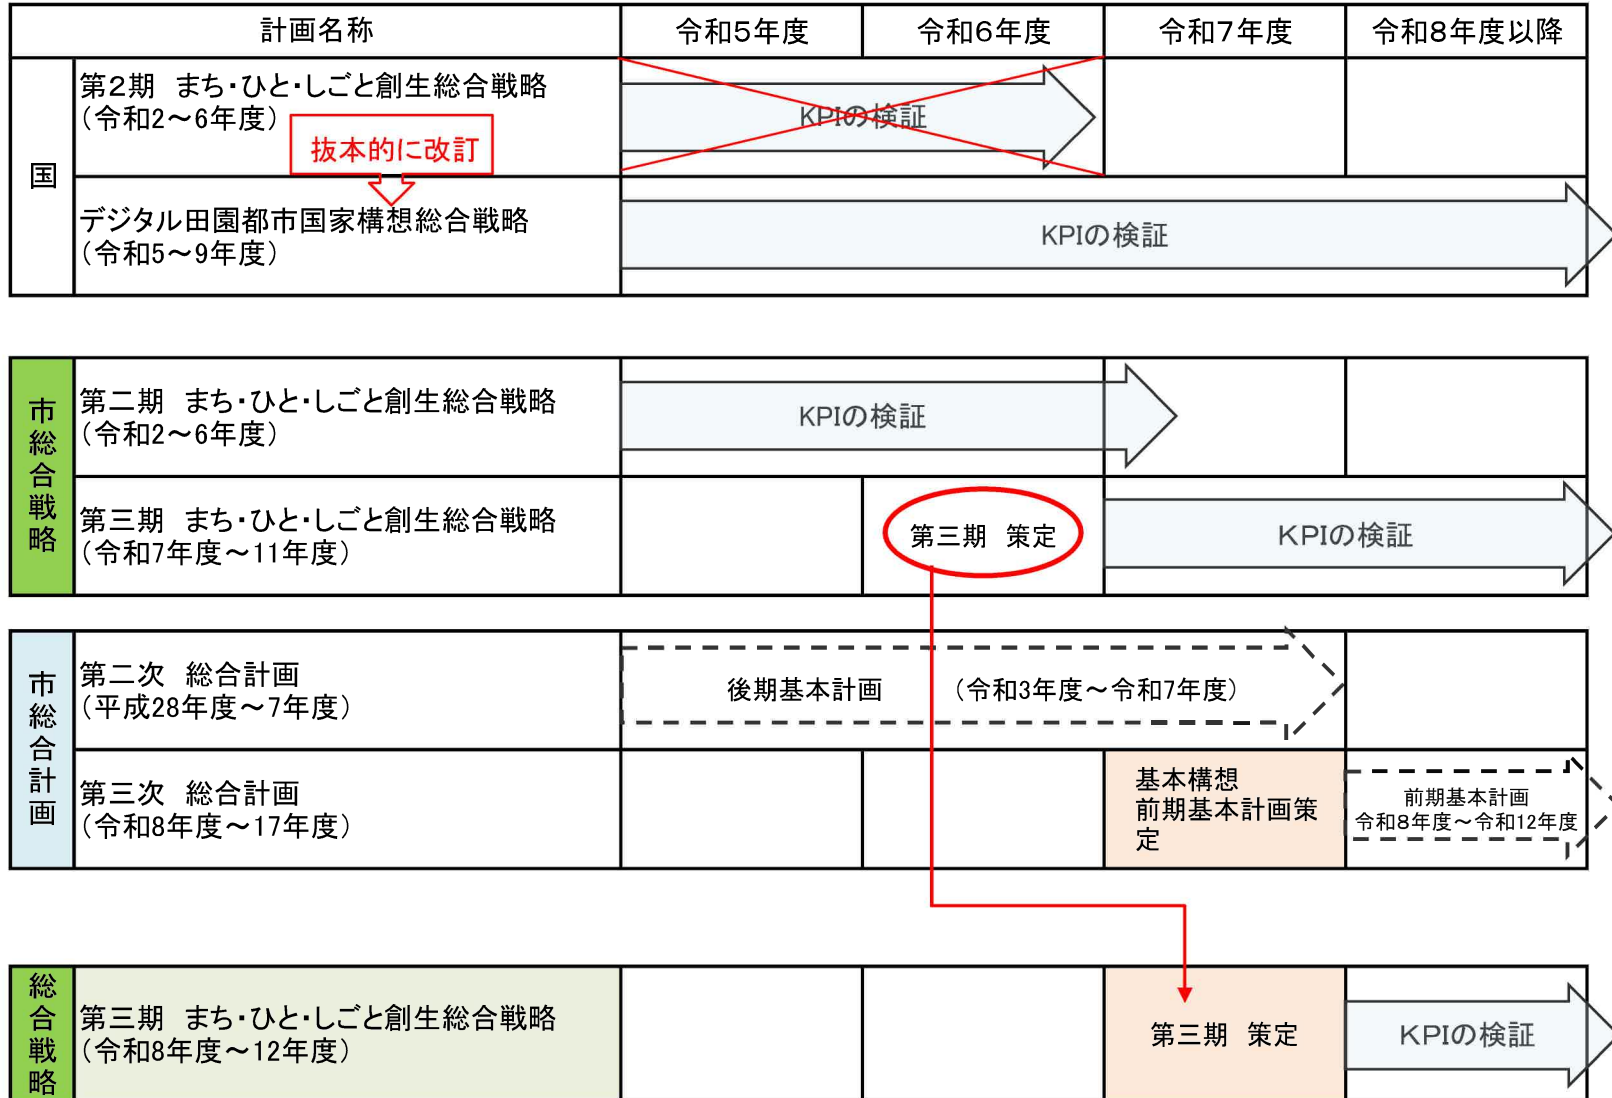 計画名称 令和5年度 令和6年度 令和7年度 令和8年度以降
国
第2期 まち・ひと・しごと創生総合戦略
（令和2～6年度）
KPIの検証
抜本的に改訂
デジタル田園都市国家構想総合戦略
（令和5～9年度）
KPIの検証
市総合戦略
第二期 まち・ひと・しごと創生総合戦略
（令和2～6年度）
KPIの検証
第三期 まち・ひと・しごと創生総合戦略
（令和7年度～11年度）
第三期 策定
KPIの検証
市総合計画
第二次 総合計画
（平成28年度～7年度）
後期基本計画 （令和3年度～令和7年度）
第三次 総合計画
（令和8年度～17年度）
基本構想
前期基本計画策
定
前期基本計画
令和8年度～令和12年度
総合戦略
第三期 まち・ひと・しごと創生総合戦略
（令和8年度～12年度）
第三期 策定
KPIの検証